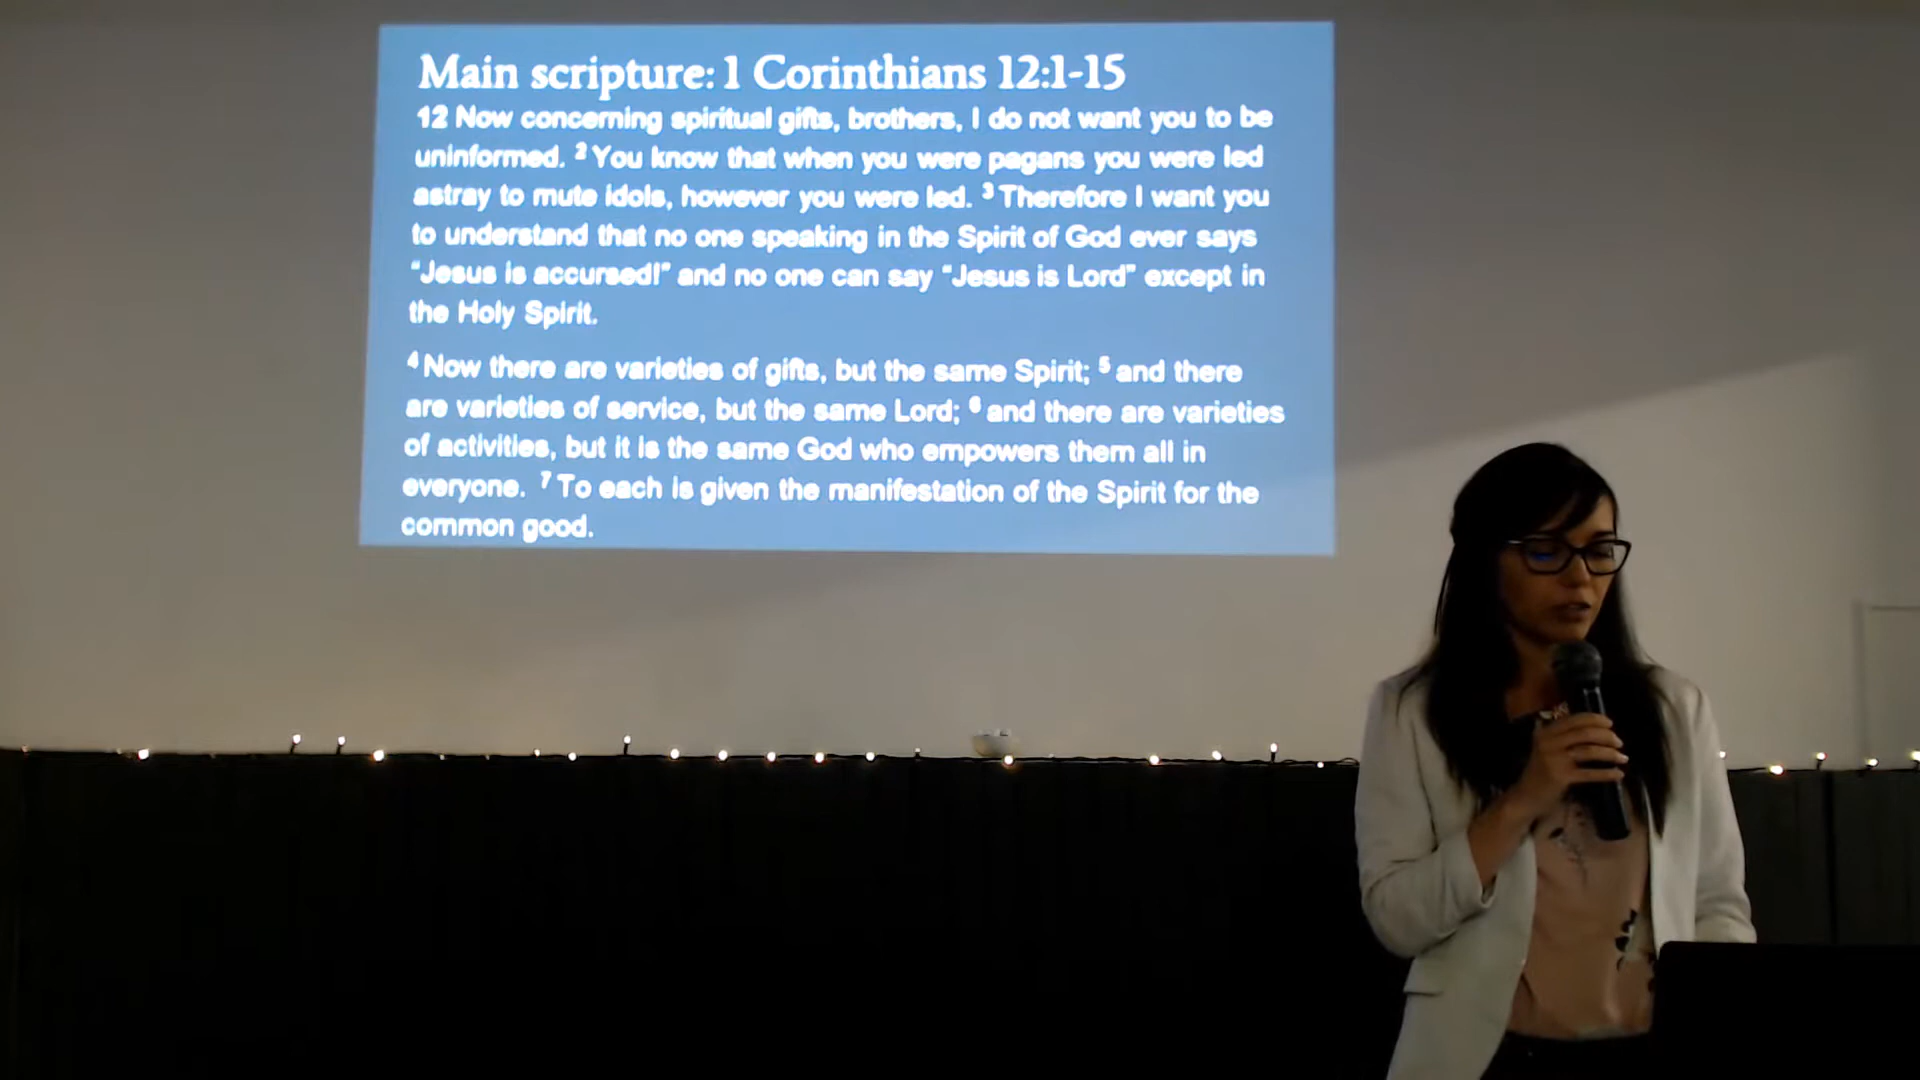 Main scripture: 1 Corinthians 12:1-15
12 Now concerning spiritual gifts, brothers, I do not want you to be
uninformed. 2 You know that when you were pagans you were led
astray to mute idols, however you were led. 3 Therefore I want you
to understand that no one speaking in the Spirit of God ever says
“Jesus is accursed!” and no one can say “Jesus is Lord” except in
the Holy Spirit.
4 Now there are varieties of gifts, but the same Spirit; 5 and there
are varieties of service, but the same Lord; 6 and there are varieties
of activities, but it is the same God who empowers them all in
everyone. 7 To each is given the manifestation of the Spirit for the
common good.